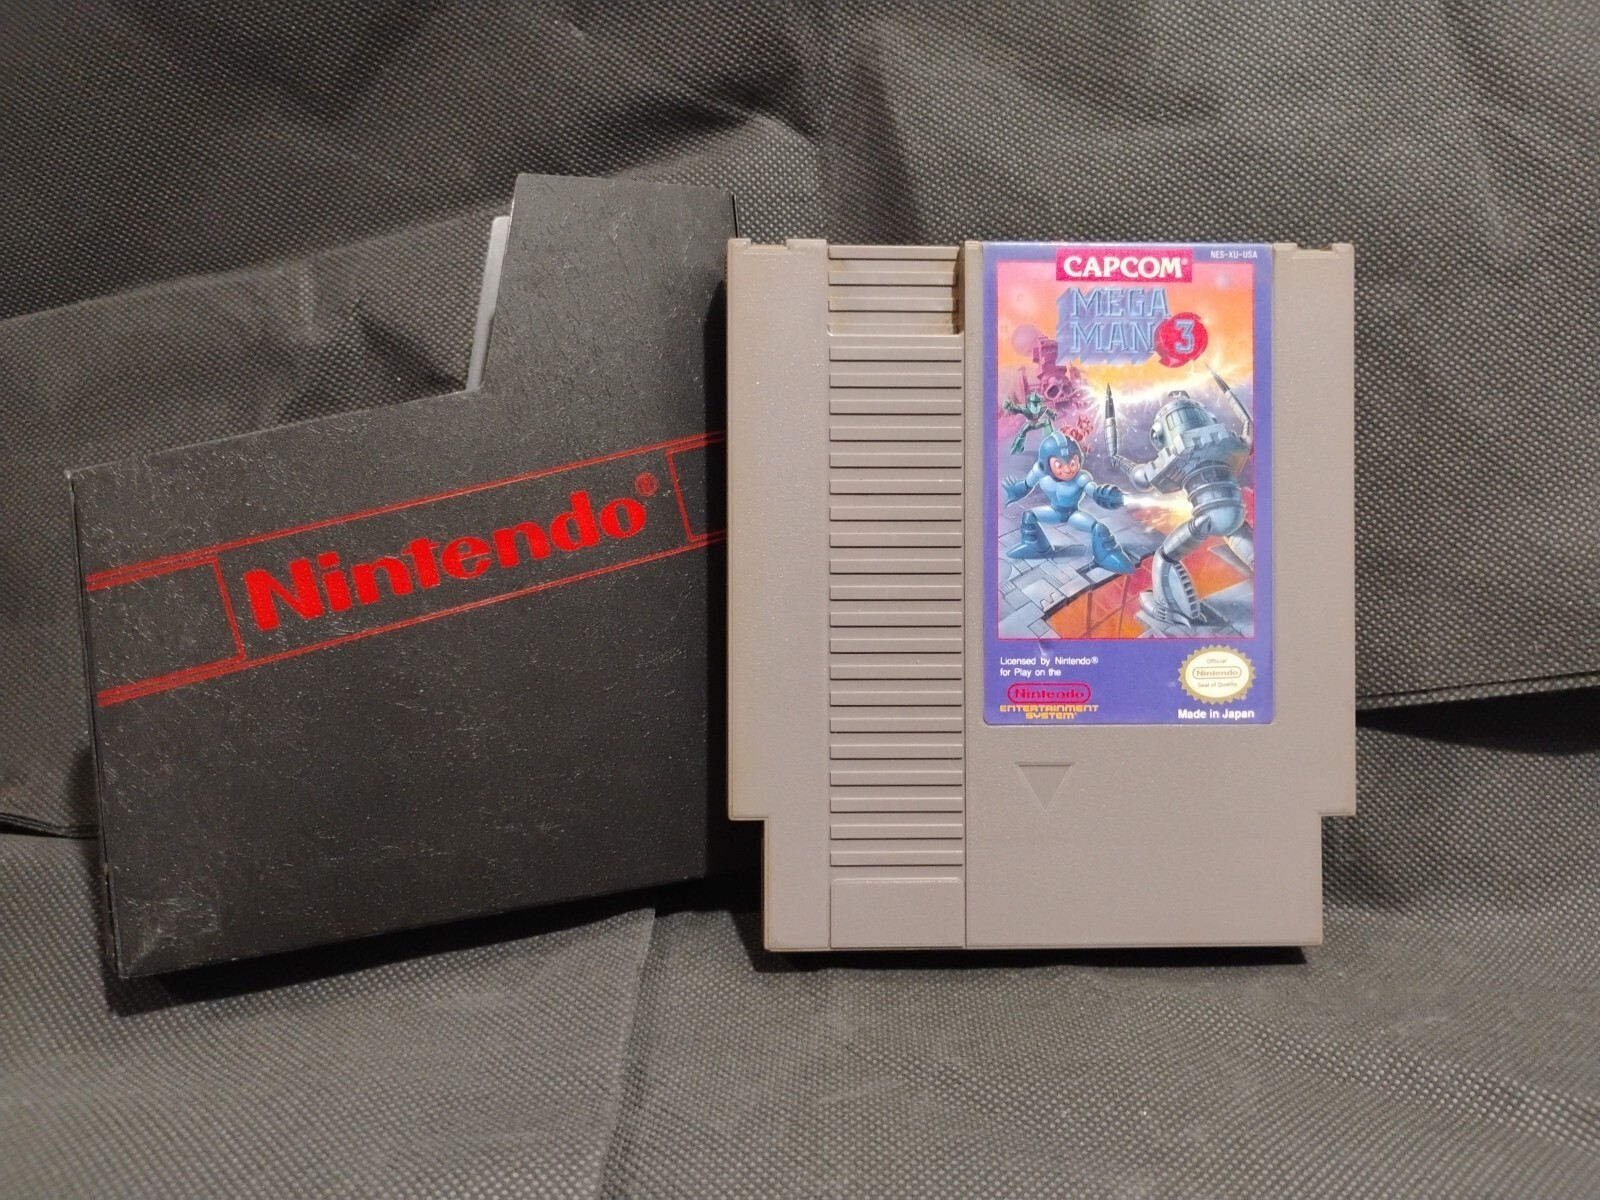 Nintendo®
CAPCOM®
NES-XU-USA
MEGA
MAN 3
Licensed by Nintendo®
for Play on the
Nintendo
ENTERTAINMENT
SYSTEM™
Official
Nintendo
Seal of Quality
Made in Japan